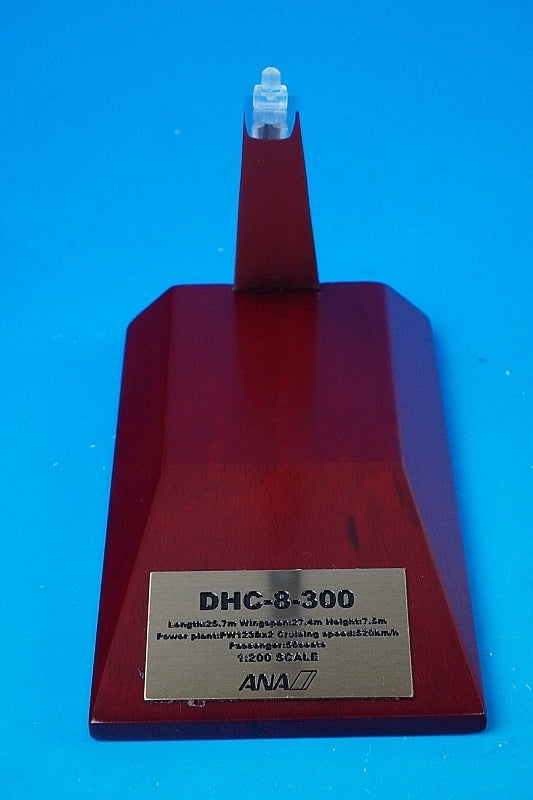 DHC-8-300
Length:25.7m Wingspan:27.4m Height:7.5m
Power plant:PW123Bx2 Cruising speed:520km/h
Passenger:56seats
1:200 SCALE
ANA